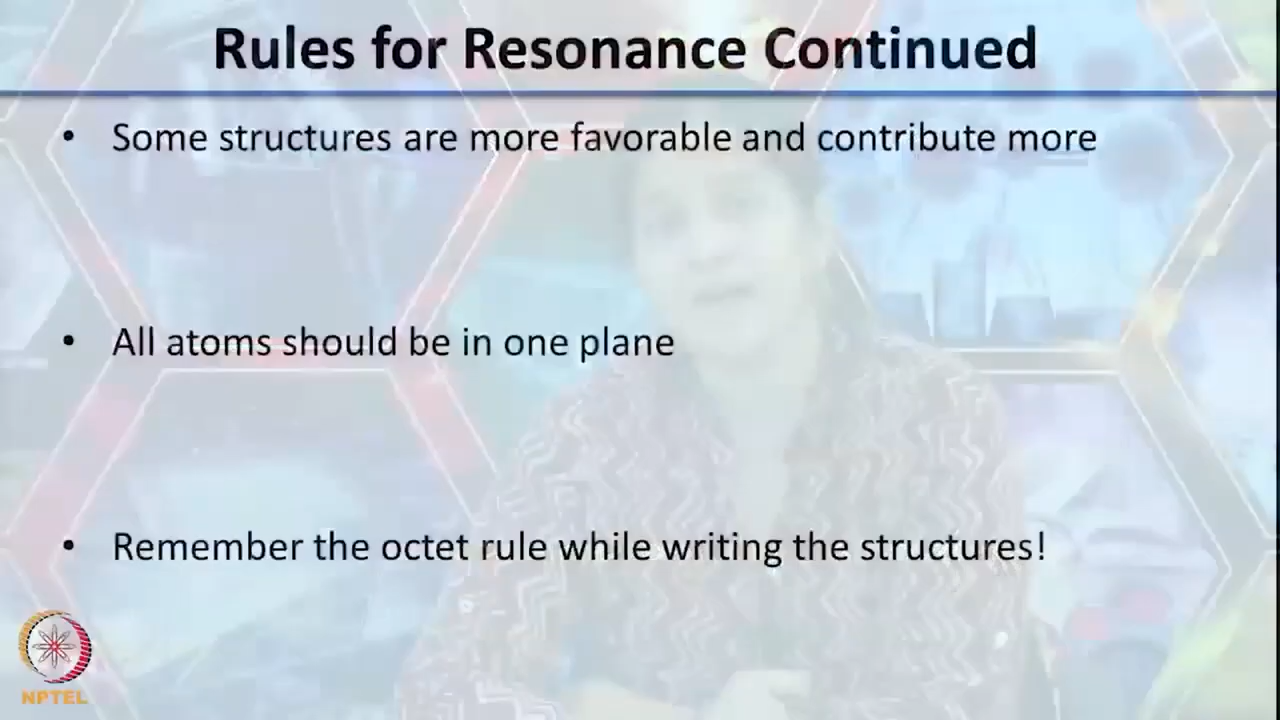 Rules for Resonance Continued
• Some structures are more favorable and contribute more
• All atoms should be in one plane
• Remember the octet rule while writing the structures!
NPTEL